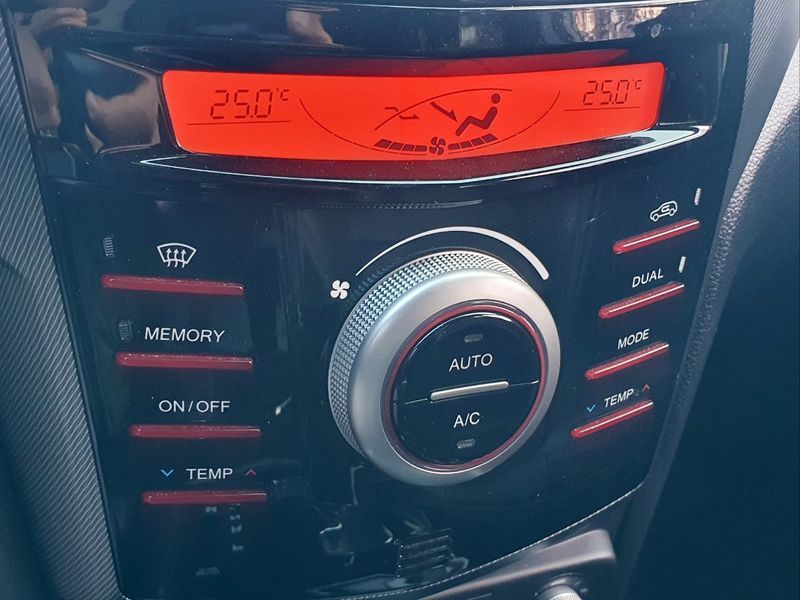 25.0°C 25.0°C
DUAL
MEMORY
MODE
AUTO
ON/OFF
TEMP
A/C
TEMP